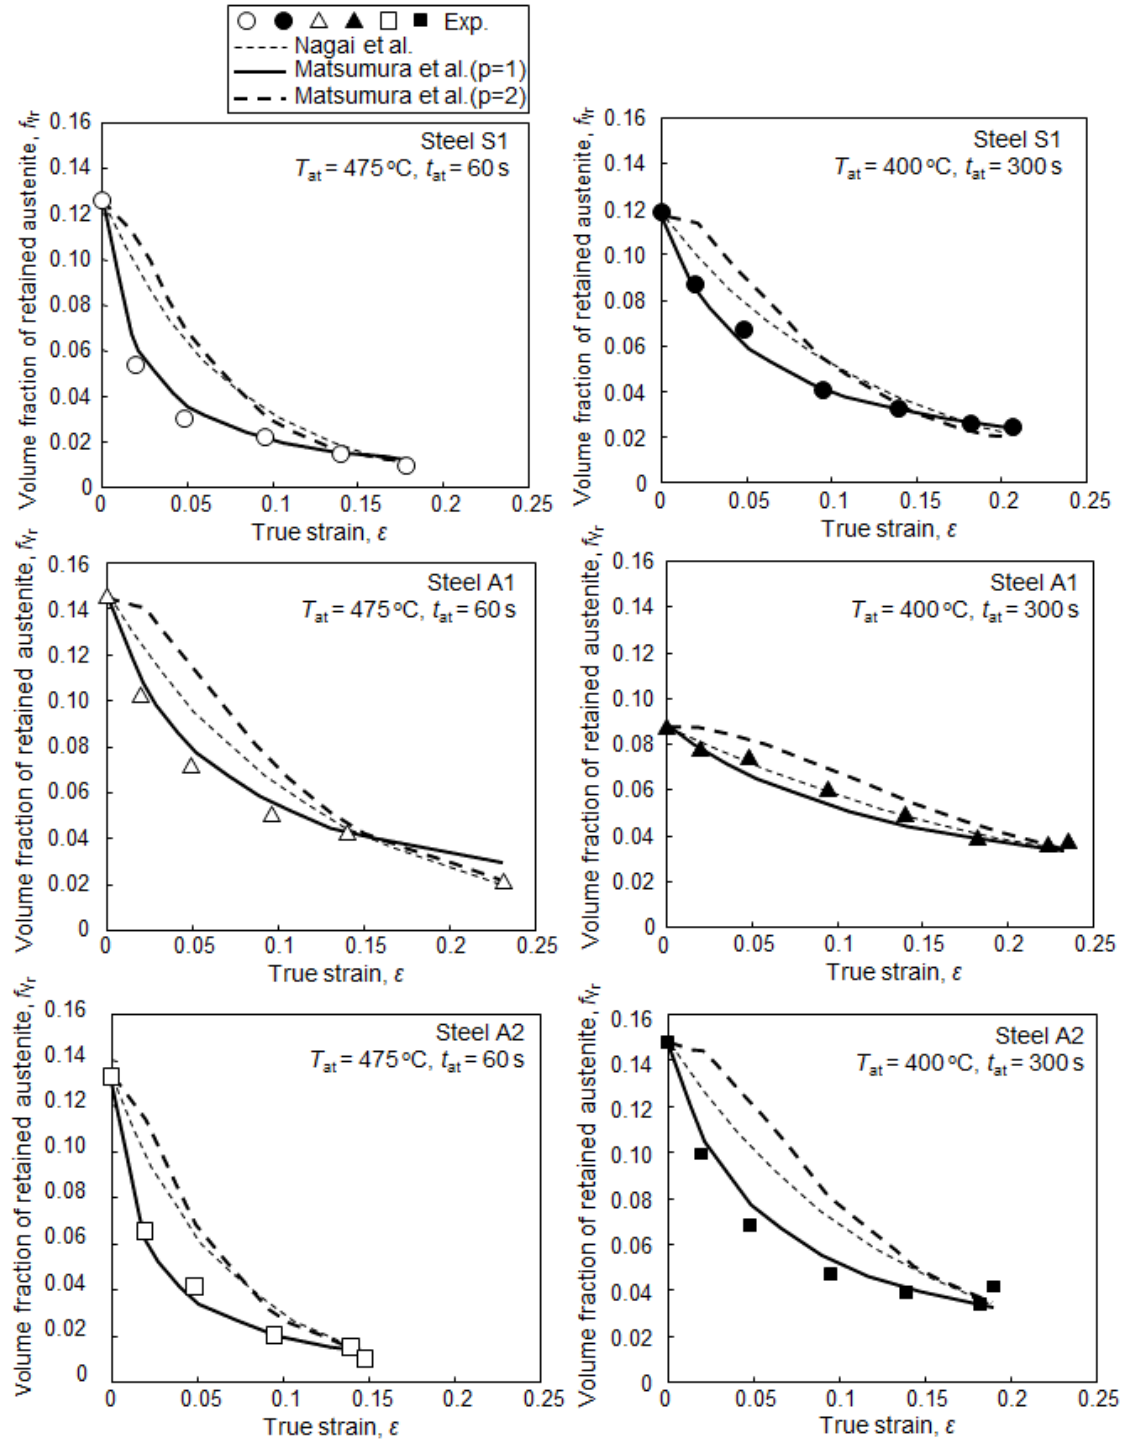 Exp.
Nagai et al.
Matsumura et al.(p=1)
Matsumura et al.(p=2)
Volume fraction of retained austenite, fγr
0.16
0.14
0.12
0.10
0.08
0.06
0.04
0.02
0
Steel S1
Tat = 475 oC, tat = 60 s
0 0.05 0.1 0.15 0.2 0.25
True strain, ε
Volume fraction of retained austenite, fγr
0.16
0.14
0.12
0.10
0.08
0.06
0.04
0.02
0
Steel S1
Tat = 400 oC, tat = 300 s
0 0.05 0.1 0.15 0.2 0.25
True strain, ε
Volume fraction of retained austenite, fγr
0.16
0.14
0.12
0.10
0.08
0.06
0.04
0.02
0
Steel A1
Tat = 475 oC, tat = 60 s
0 0.05 0.1 0.15 0.2 0.25
True strain, ε
Volume fraction of retained austenite, fγr
0.16
0.14
0.12
0.10
0.08
0.06
0.04
0.02
0
Steel A1
Tat = 400 oC, tat = 300 s
0 0.05 0.1 0.15 0.2 0.25
True strain, ε
Volume fraction of retained austenite, fγr
0.16
0.14
0.12
0.10
0.08
0.06
0.04
0.02
0
Steel A2
Tat = 475 oC, tat = 60 s
0 0.05 0.1 0.15 0.2 0.25
True strain, ε
Volume fraction of retained austenite, fγr
0.16
0.14
0.12
0.10
0.08
0.06
0.04
0.02
0
Steel A2
Tat = 400 oC, tat = 300 s
0 0.05 0.1 0.15 0.2 0.25
True strain, ε